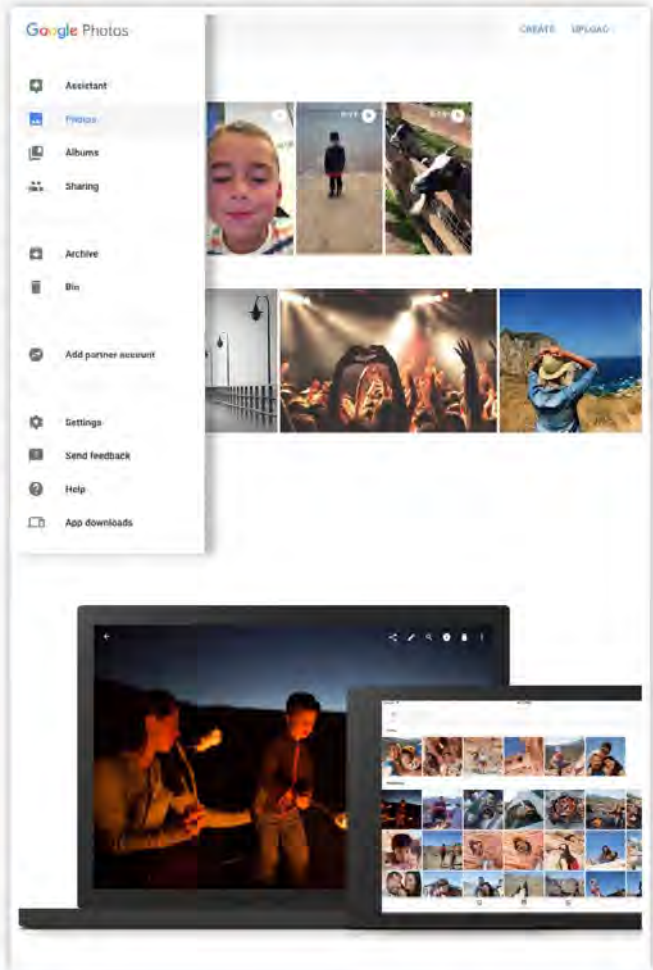 Google Photos
CREATE UPLOAD
Assistant
Photos
Albums
Sharing
Archive
Bin
Add partner account
Settings
Send feedback
Help
App downloads